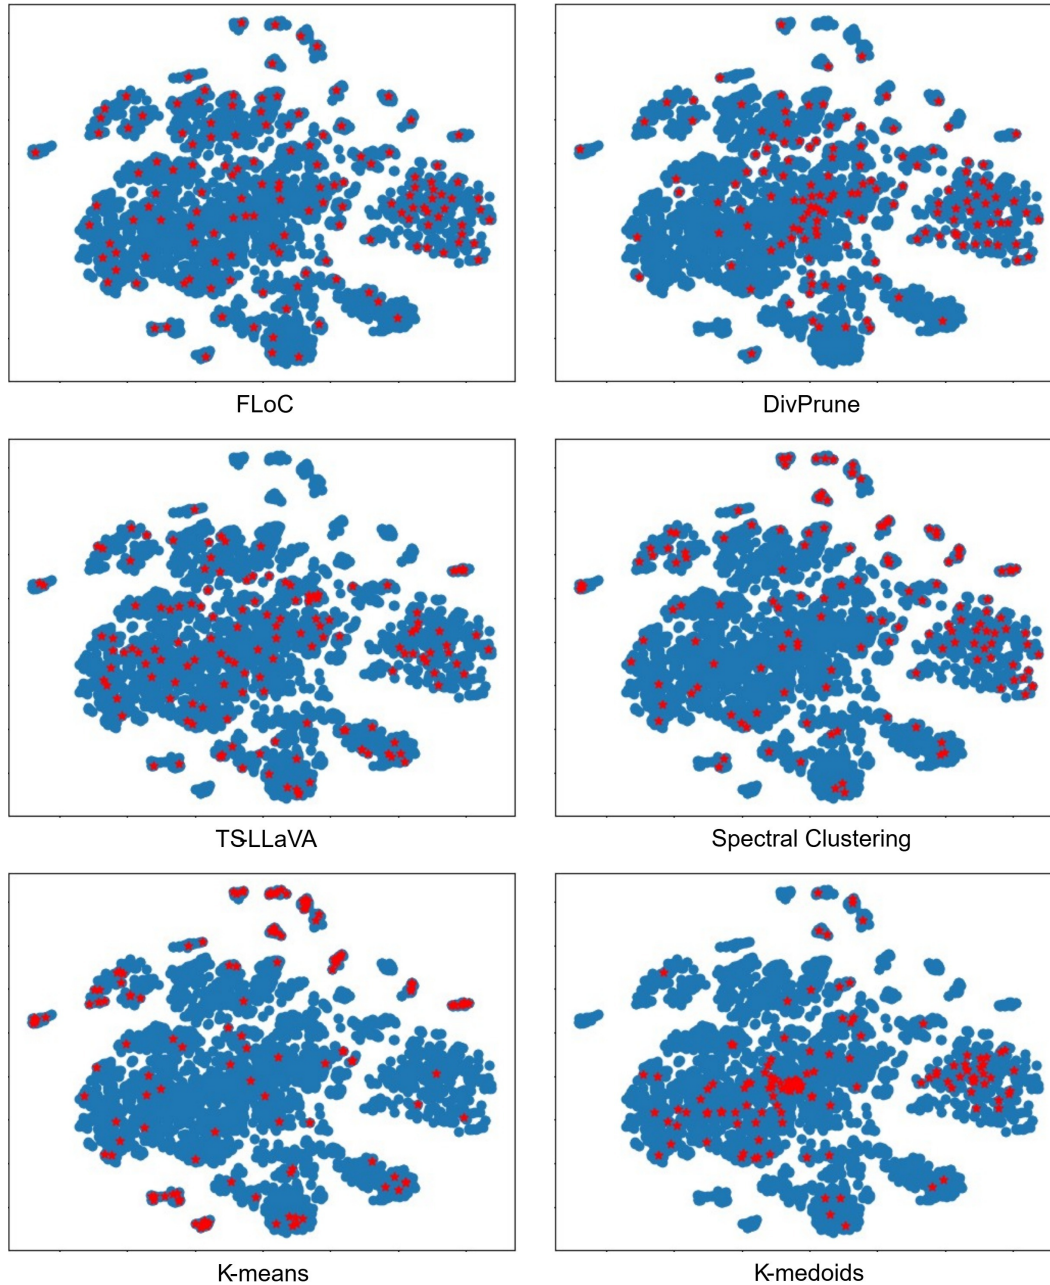 FLoC
DivPrune
TS-LLaVA
Spectral Clustering
K-means
K-medoids